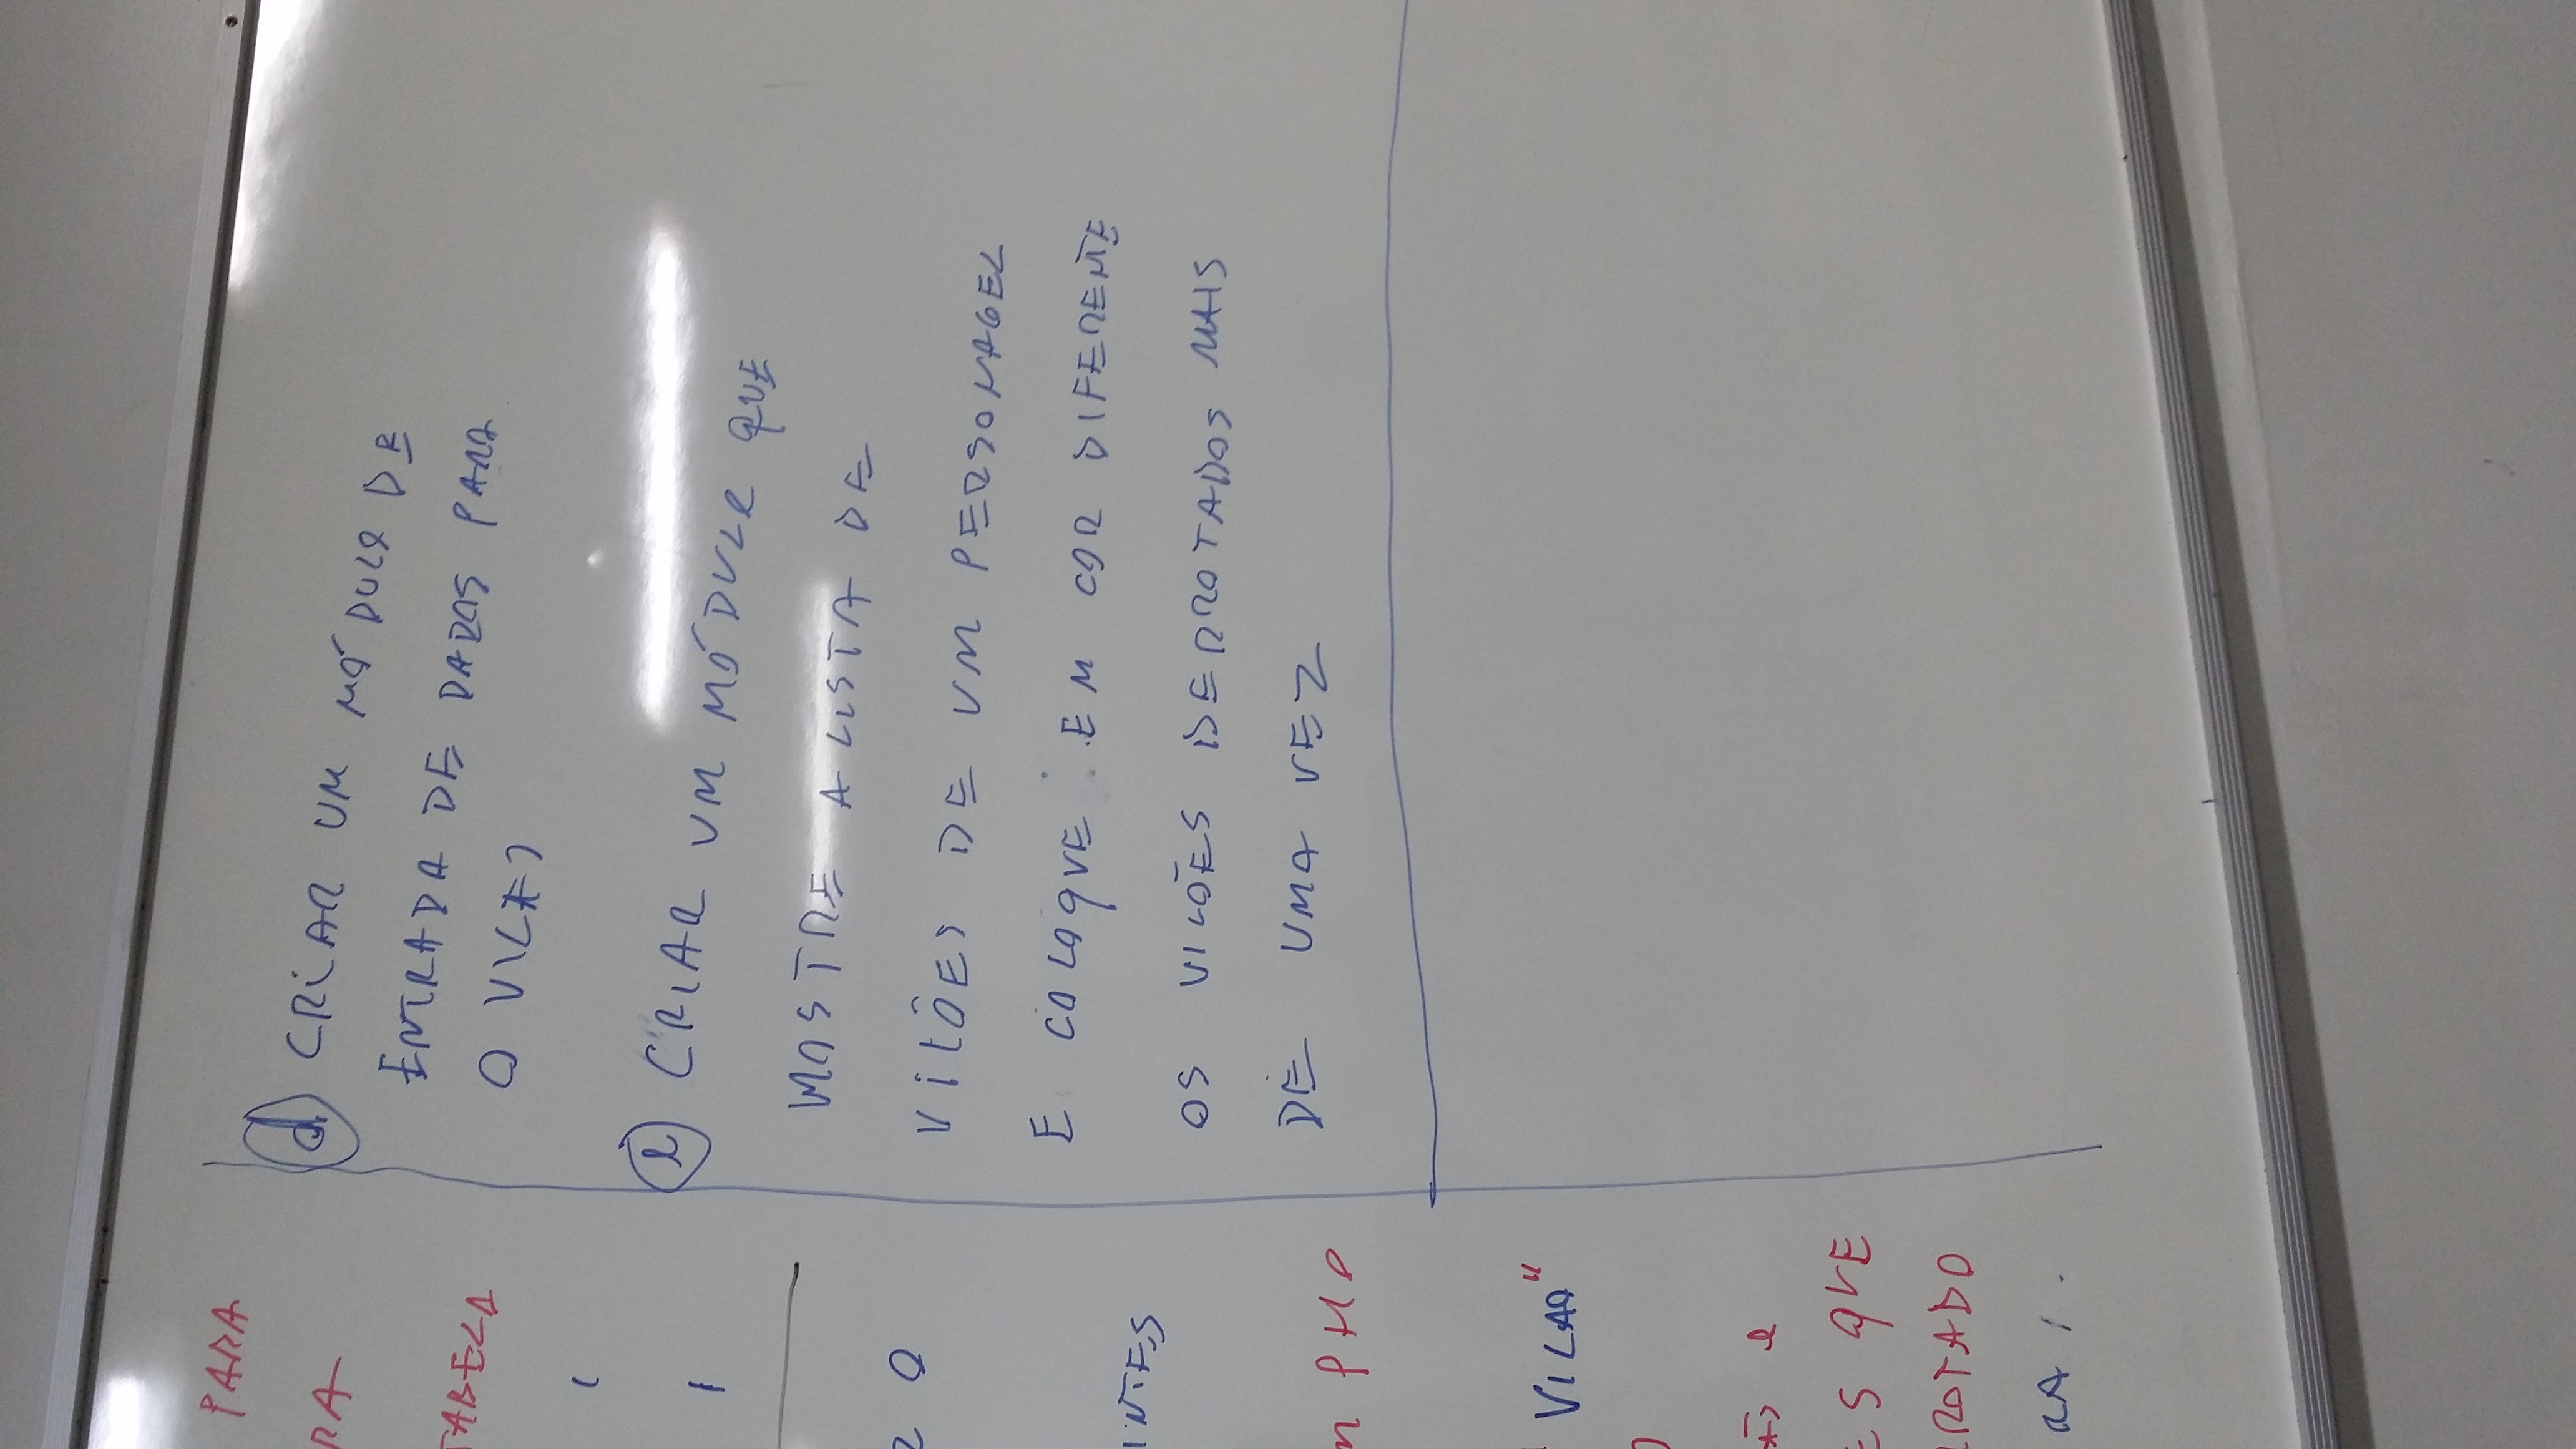 PARA
RA
TABELA
O
INTES
PHP
VILAO"
e
ES QUE
RROTADO
RA
d CRIAR UM MÓDULO DE
ENTRADA DE DADOS PARA
O VILÃO
e CRIAR UM MÓDULO QUE
MOSTRE A LISTA DE
VILÕES DE UM PERSONAGEL
E COLOQUE EM COR DIFERENTE
OS VILÕES DERROTADOS MAIS
DE UMA VEZ